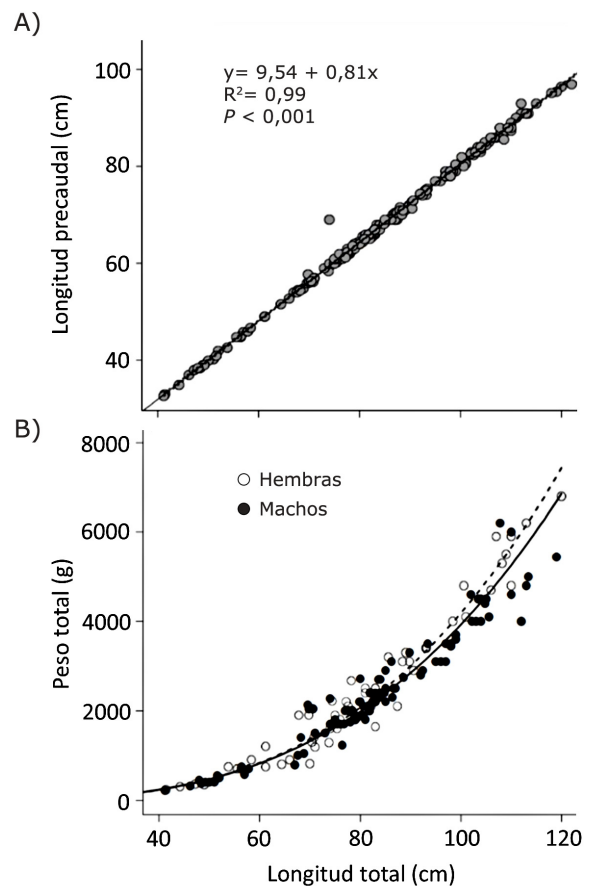 A)
y= 9,54 + 0,81x
R²= 0,99
P < 0,001
Longitud precaudal (cm)
100
80
60
40
B)
Hembras
Machos
Peso total (g)
8000
6000
4000
2000
0
40 60 80 100 120
Longitud total (cm)